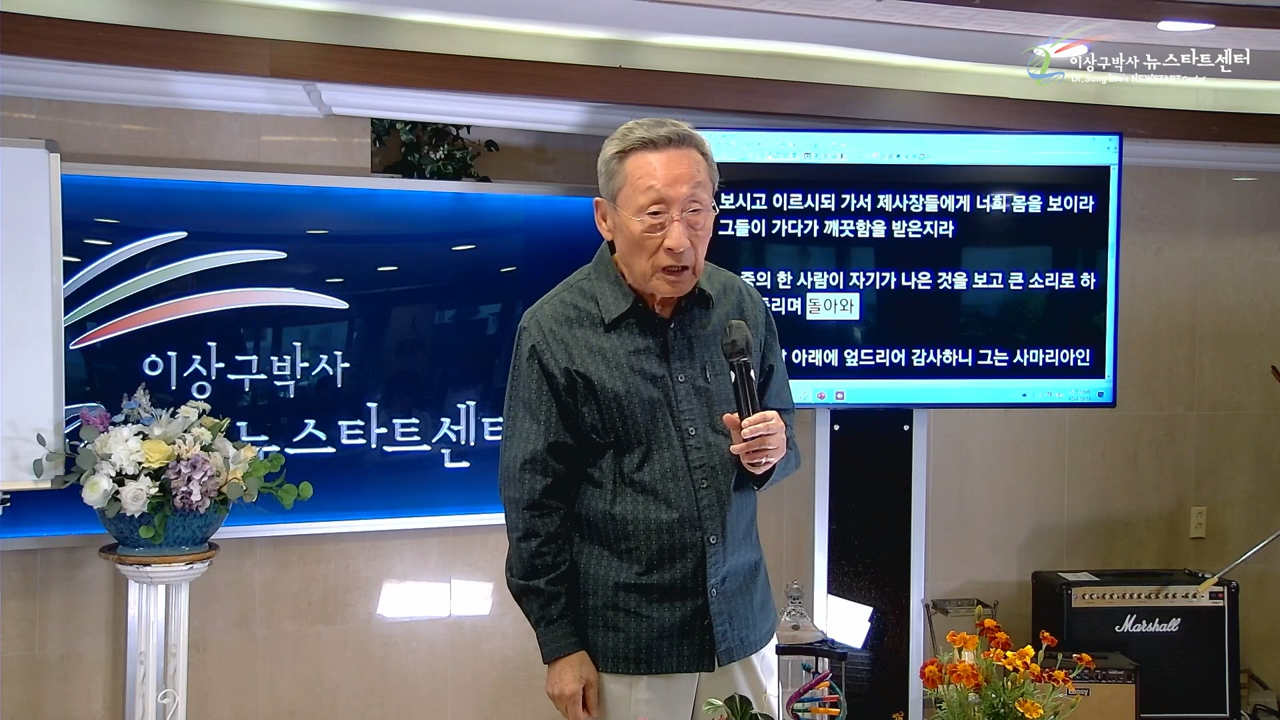 이상구박사 뉴스타트센터
보시고 이르시되 가서 제사장들에게 너희 몸을 보이라
그들이 가다가 깨끗함을 받은지라
중의 한 사람이 자기가 나은 것을 보고 큰 소리로 하
돌아와
아래에 엎드리어 감사하니 그는 사마리아인
이상구박사
뉴스타트센터
Marshall